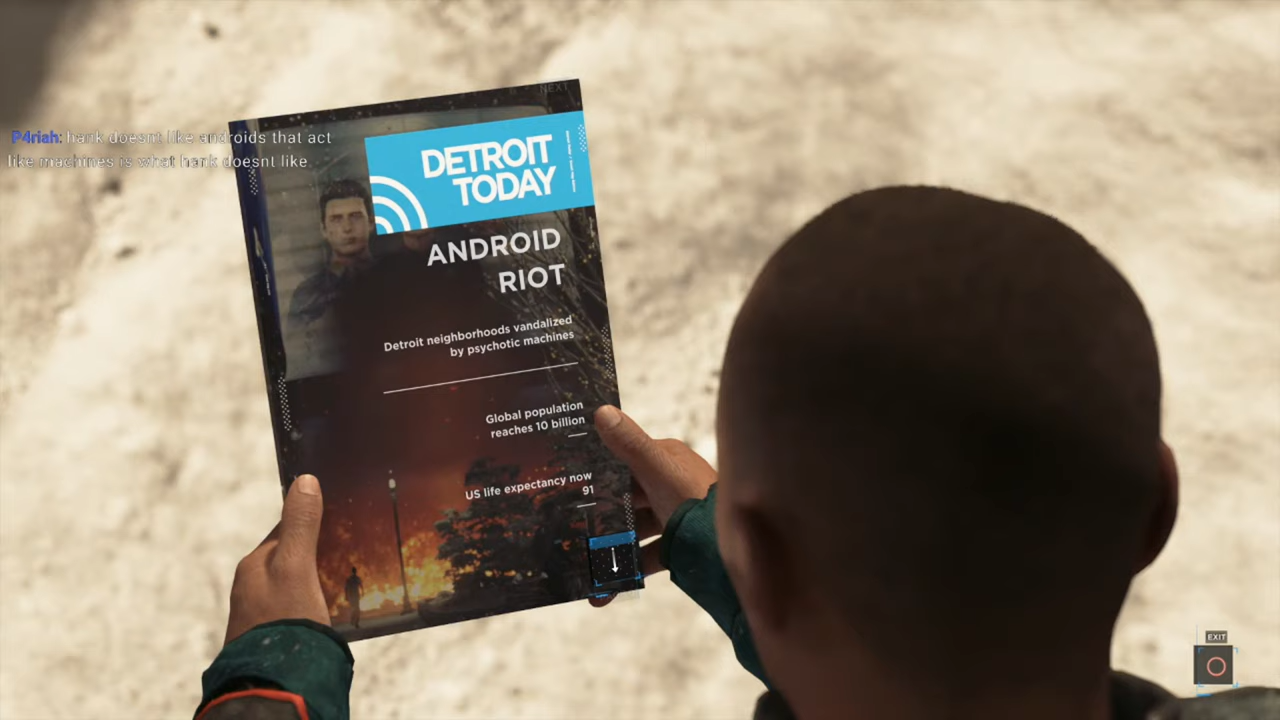 NEXT
P4riah: hank doesnt like androids that act
like machines is what hank doesnt like
DETROIT
TODAY
ANDROID
RIOT
Detroit neighborhoods vandalized
by psychotic machines
Global population
reaches 10 billion
US life expectancy now
91
EXIT